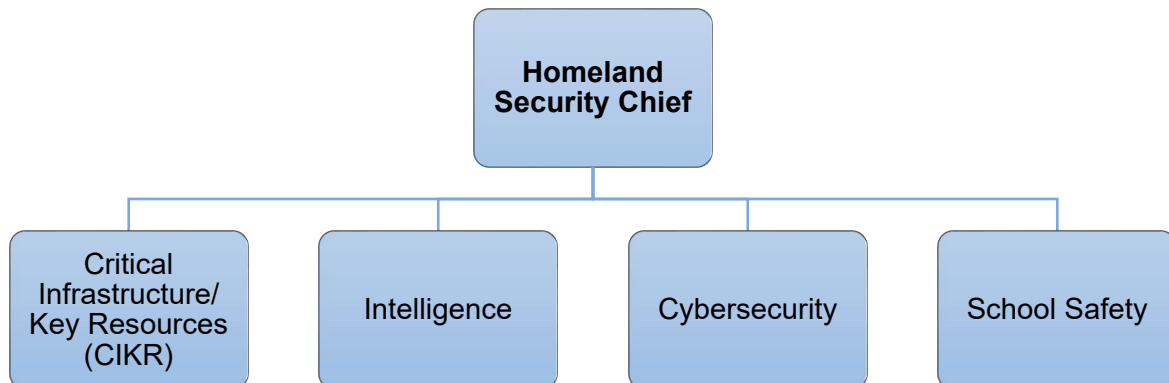 Homeland
Security Chief
Critical
Infrastructure/
Key Resources
(CIKR)
Intelligence
Cybersecurity
School Safety